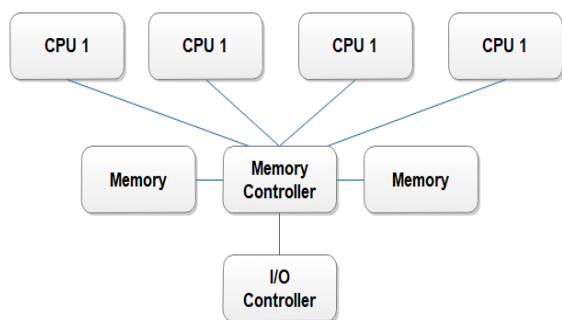 CPU 1
CPU 1
CPU 1
CPU 1
Memory
Memory
Controller
Memory
I/O
Controller